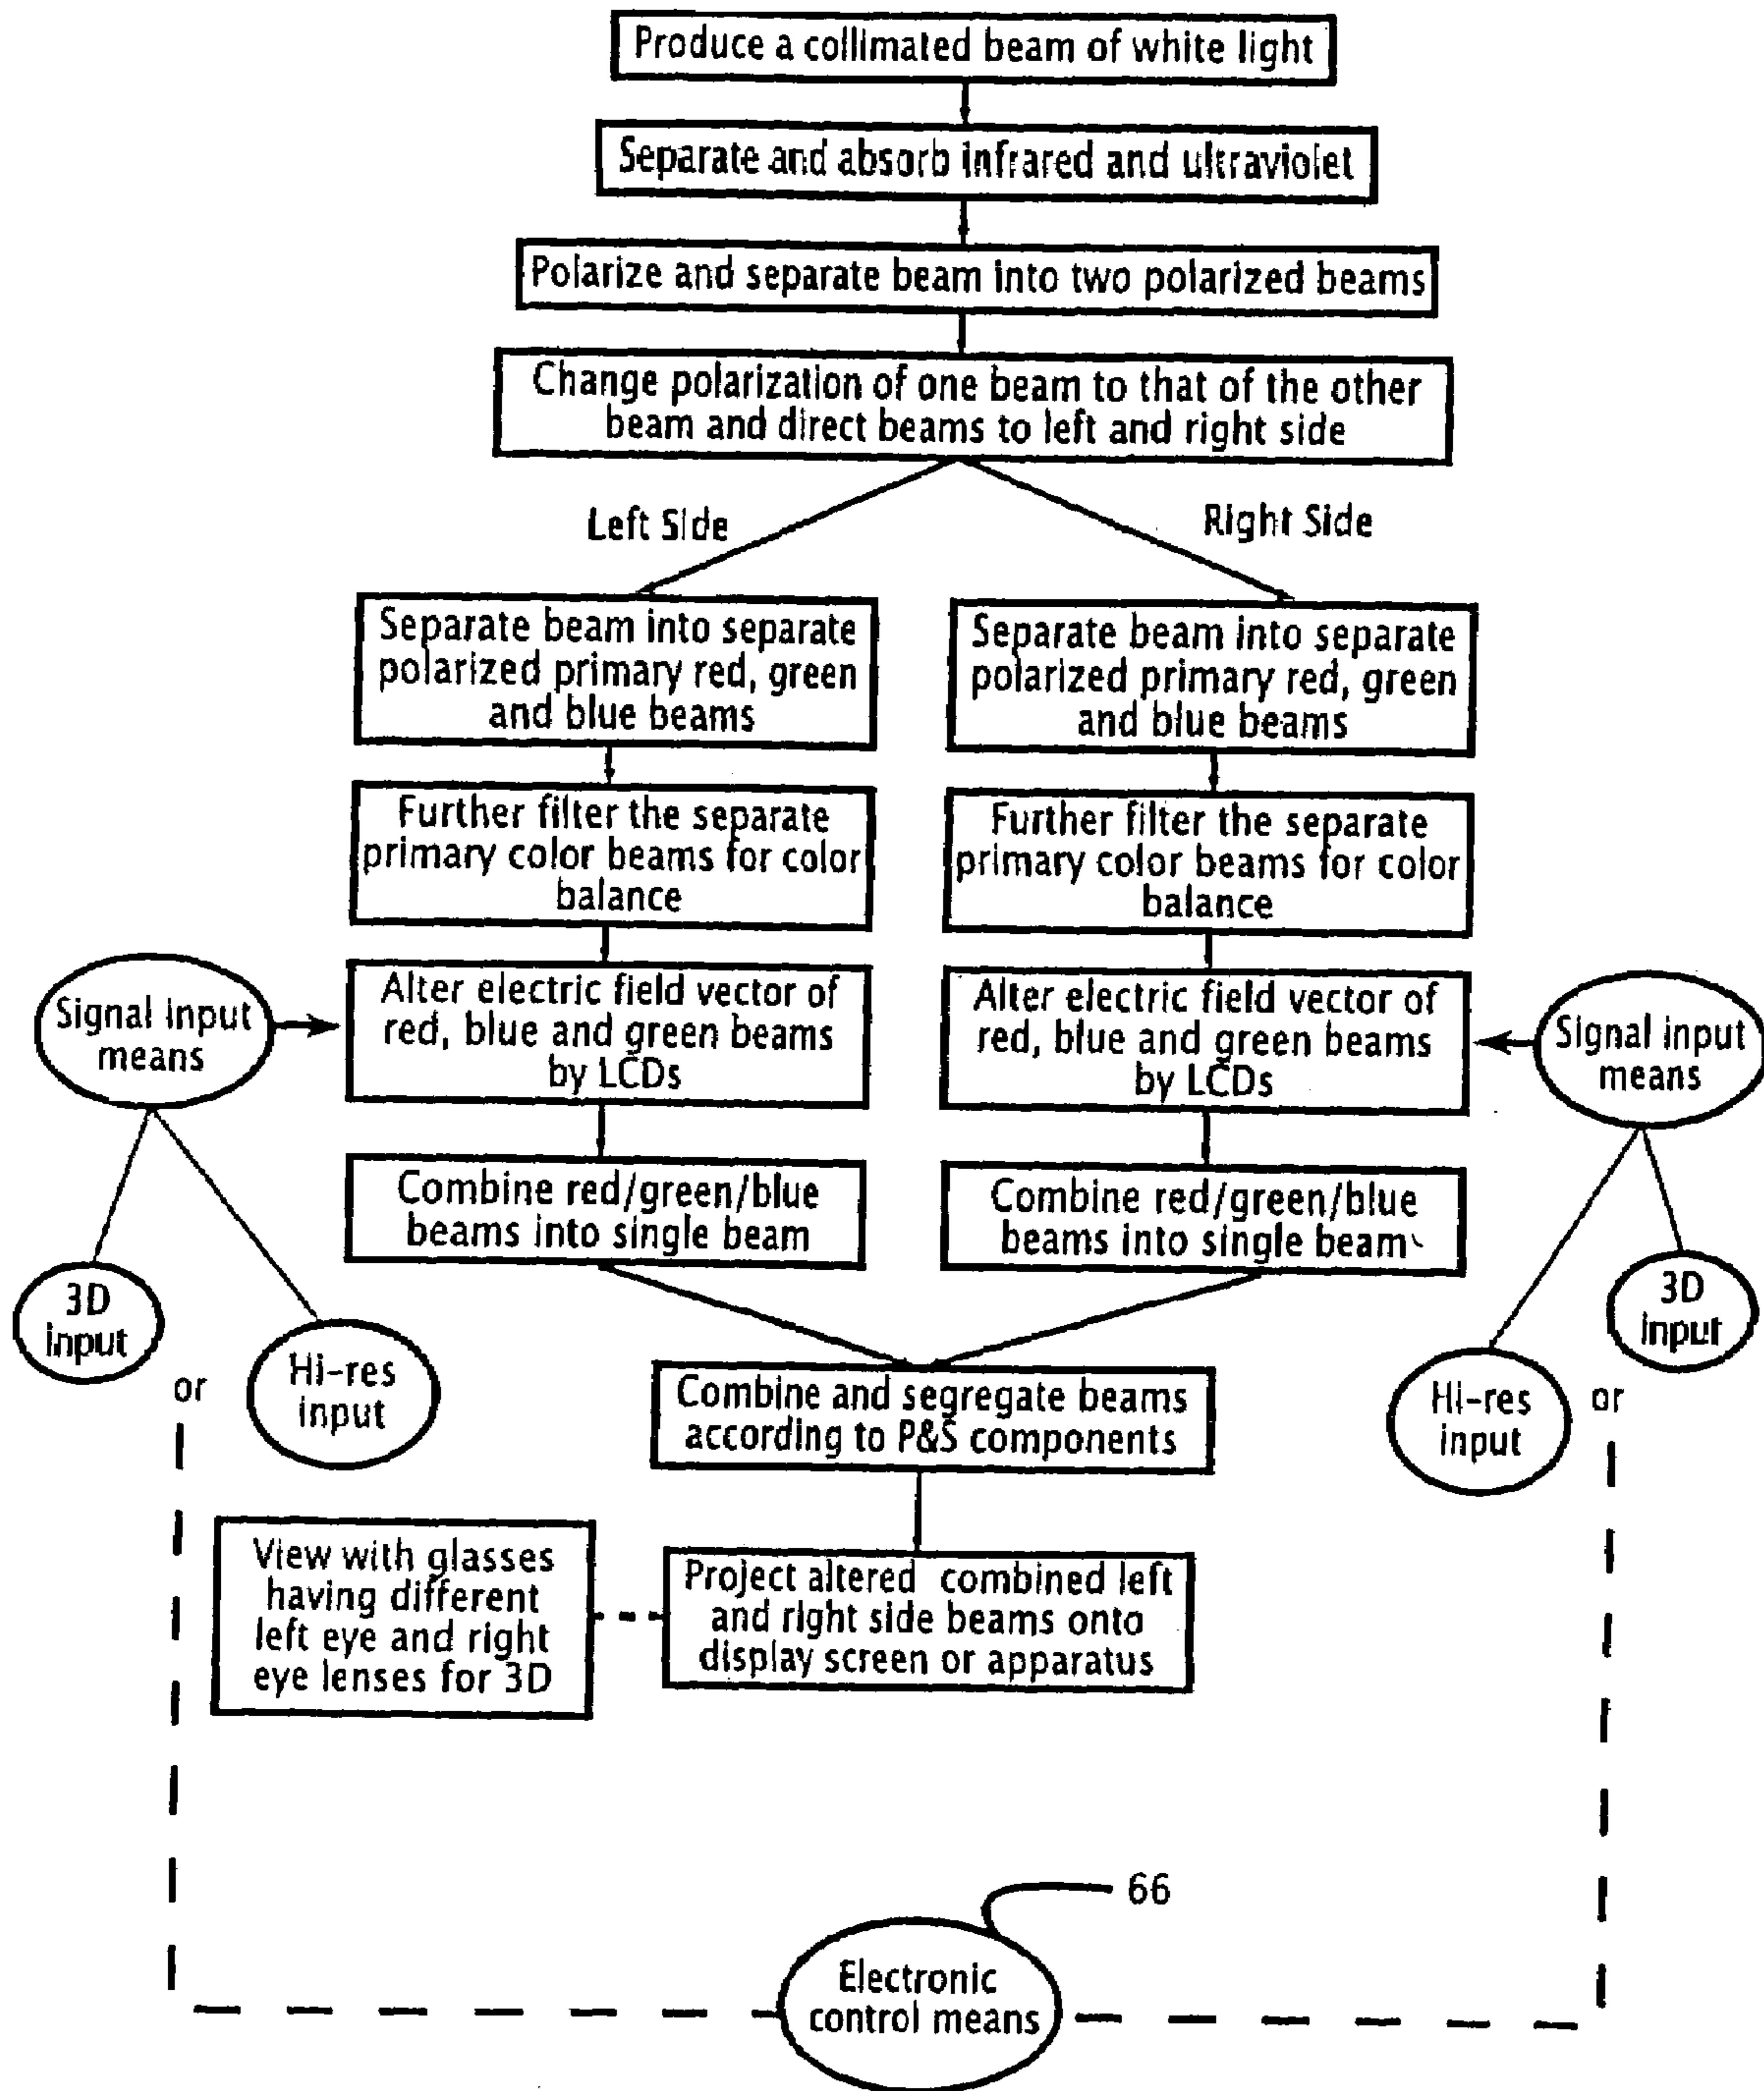 Produce a collimated beam of white light
Separate and absorb infrared and ultraviolet
Polarize and separate beam into two polarized beams
Change polarization of one beam to that of the other
beam and direct beams to left and right side
Left Side
Right Side
Separate beam into separate
polarized primary red, green
and blue beams
Separate beam into separate
polarized primary red, green
and blue beams
Further filter the separate
primary color beams for color
balance
Further filter the separate
primary color beams for color
balance
Signal input
means
Alter electric field vector of
red, blue and green beams
by LCDs
Alter electric field vector of
red, blue and green beams
by LCDs
Signal input
means
Combine red/green/blue
beams into single beam
Combine red/green/blue
beams into single beam
3D
input
or
Hi-res
input
Combine and segregate beams
according to P&S components
Hi-res
input
or
3D
input
View with glasses
having different
left eye and right
eye lenses for 3D
Project altered combined left
and right side beams onto
display screen or apparatus
66
Electronic
control means